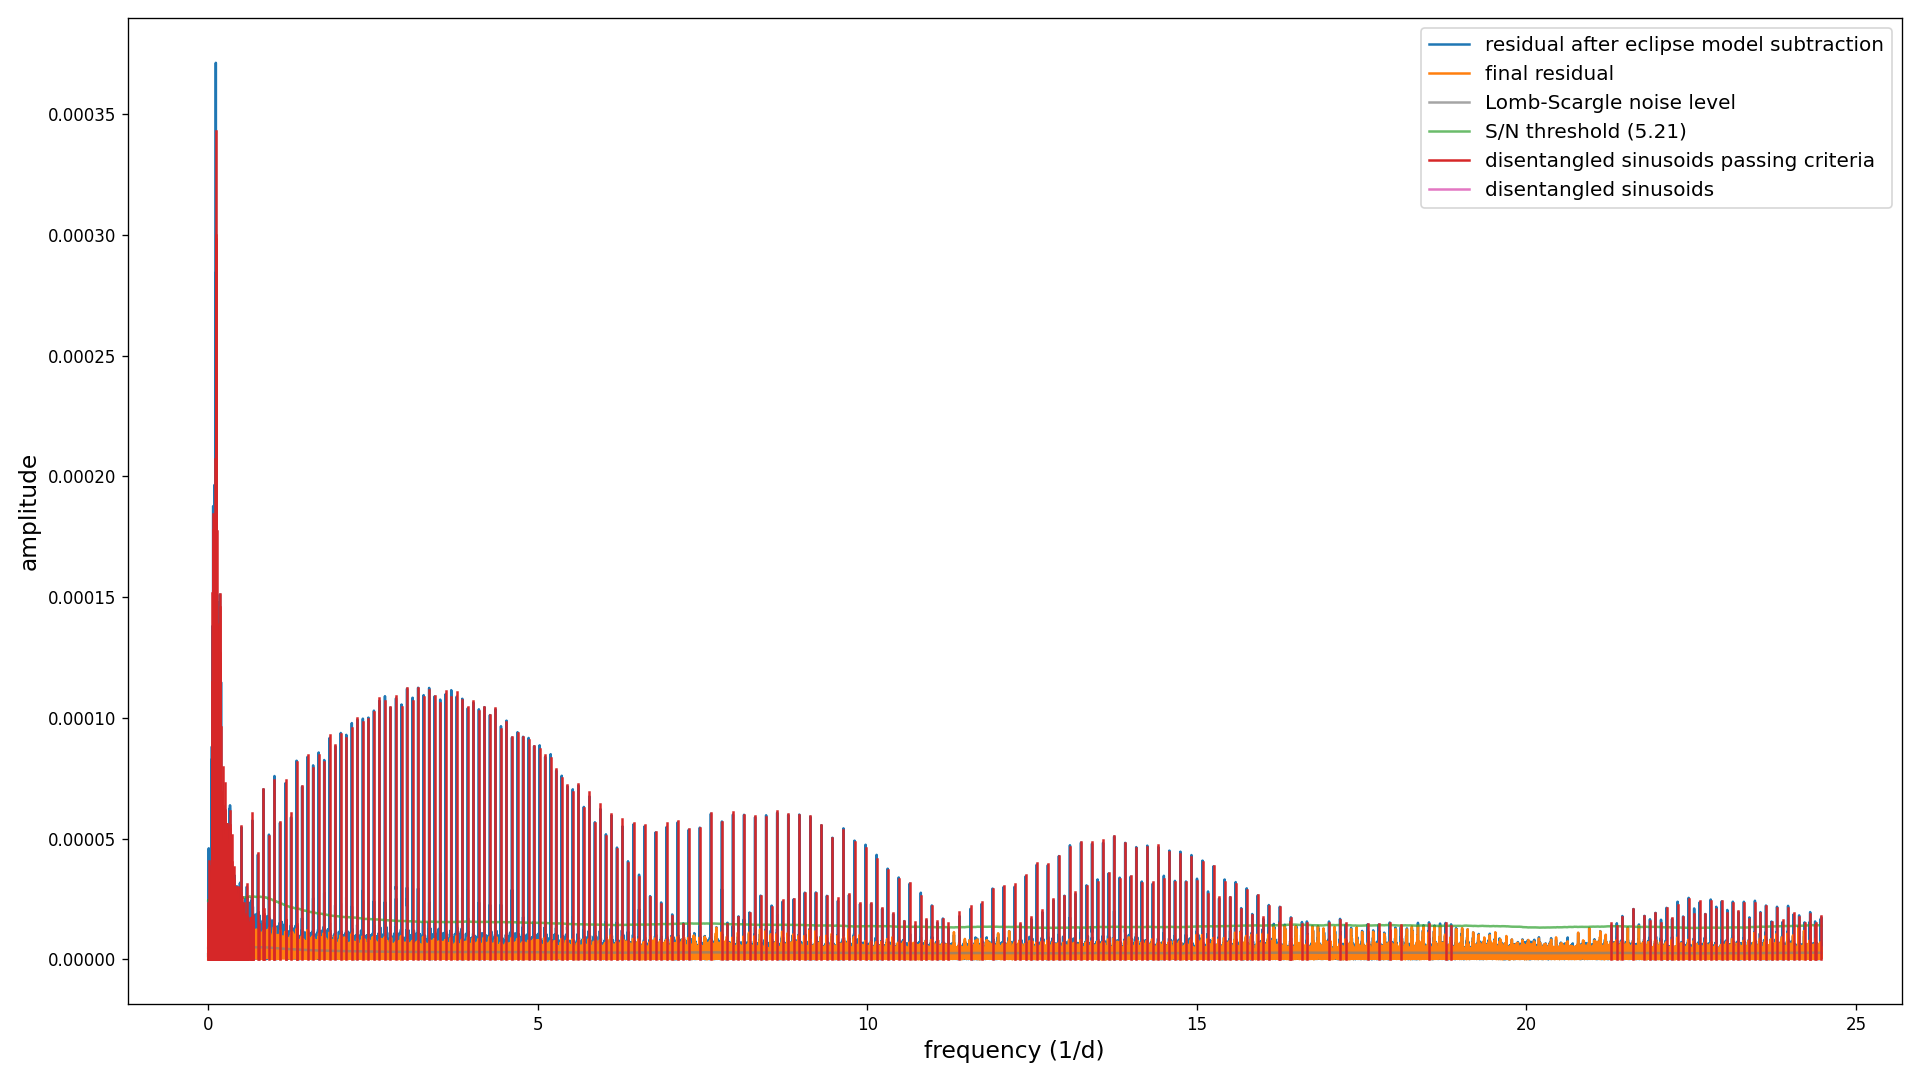 residual after eclipse model subtraction
final residual
Lomb-Scargle noise level
S/N threshold (5.21)
disentangled sinusoids passing criteria
disentangled sinusoids
0.00035
0.00030
0.00025
0.00020
0.00015
0.00010
0.00005
0.00000
amplitude
0 5 10 15 20 25
frequency (1/d)